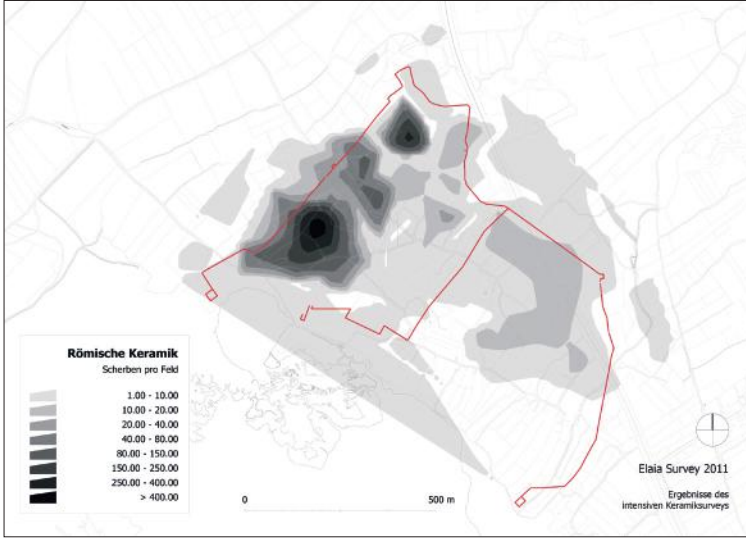 Römische Keramik
Scherben pro Feld
1.00 - 10.00
10.00 - 20.00
20.00 - 40.00
40.00 - 80.00
80.00 - 150.00
150.00 - 250.00
250.00 - 400.00
> 400.00
0 500 m
Elaia Survey 2011
Ergebnisse des
intensiven Keramiksurveys